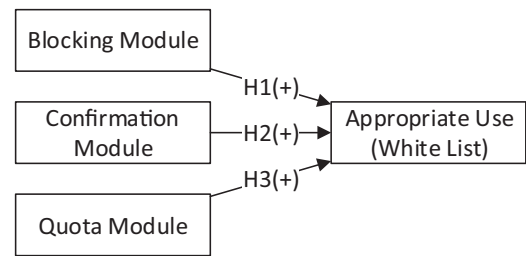 Blocking Module
H1(+)
Confirmation
Module
H2(+)
Appropriate Use
(White List)
H3(+)
Quota Module